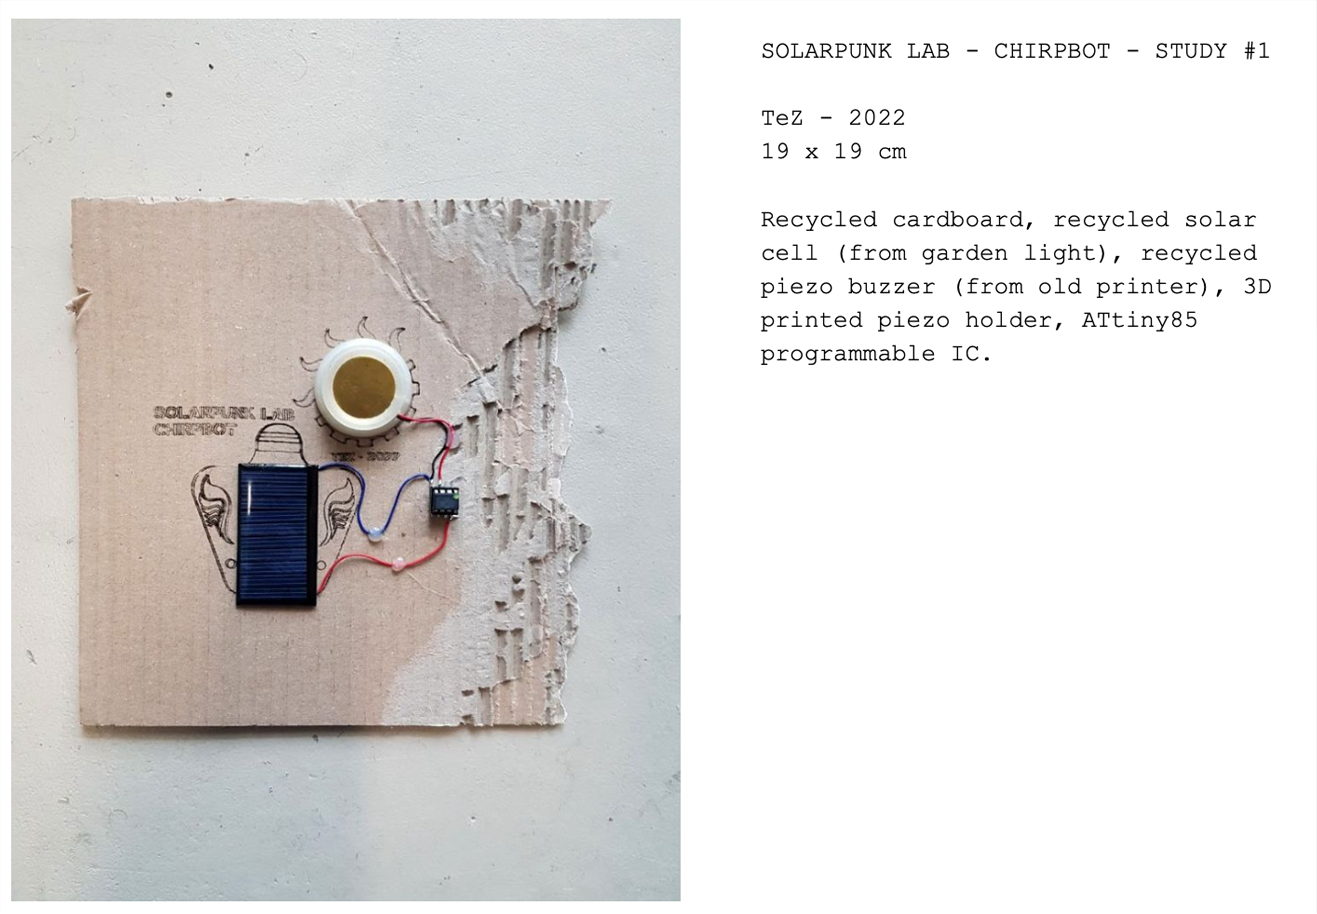 SOLARPUNK LAB - CHIRPBOT - STUDY #1
TeZ - 2022
19 x 19 cm
Recycled cardboard, recycled solar
cell (from garden light), recycled
piezo buzzer (from old printer), 3D
printed piezo holder, ATtiny85
programmable IC.
SOLARPUNK LAB
CHIRPBOT
TEZ - 2022